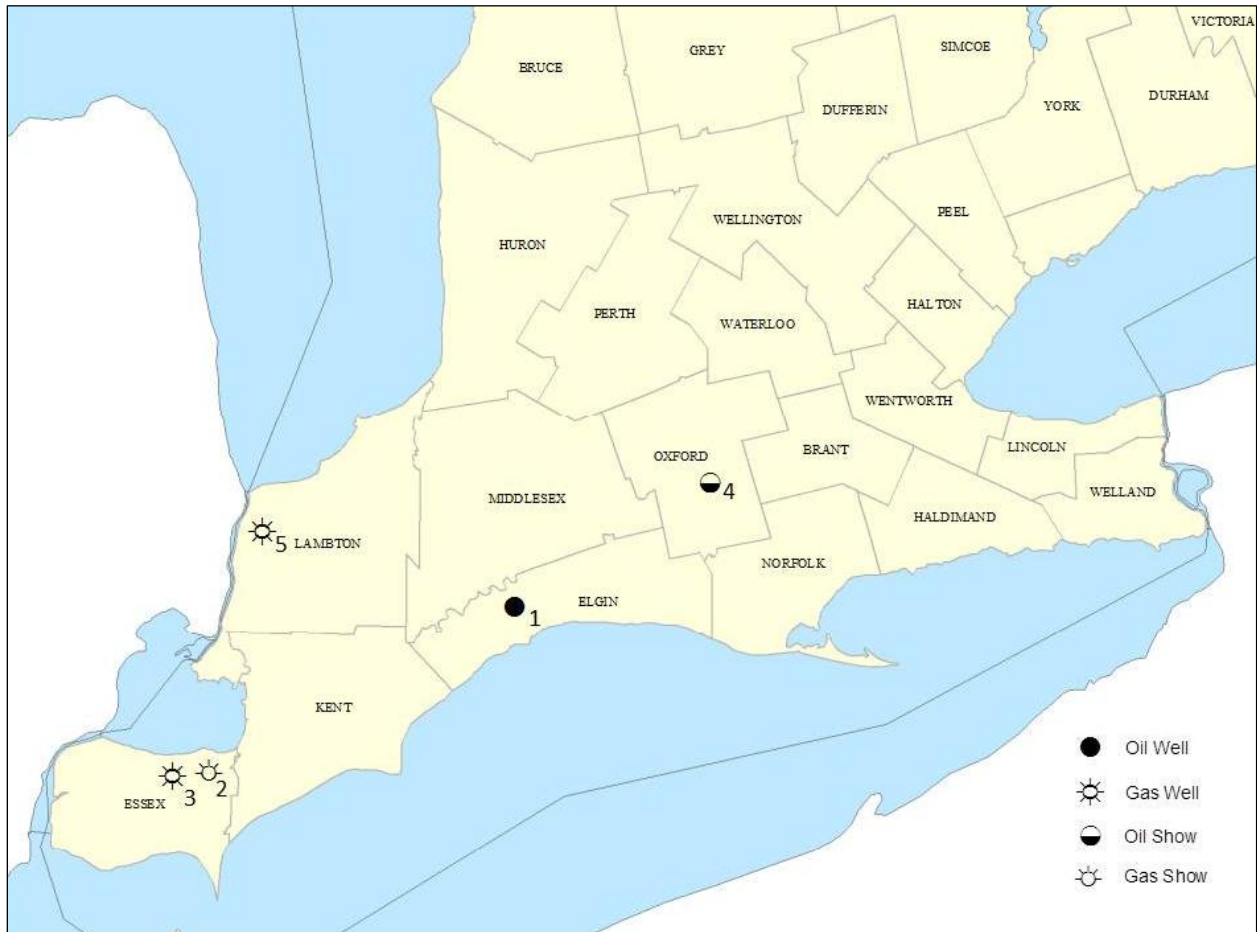 VICTORIA
GREY
SIMCOE
BRUCE
DURHAM
YORK
DUFFERIN
PEEL
WELLINGTON
HURON
HALTON
PERTH
WATERLOO
WENTWORTH
LINCOLN
BRANT
OXFORD
4
WELLAND
MIDDLESEX
HALDIMAND
5
LAMBTON
NORFOLK
ELGIN
1
KENT
Oil Well
2
3
Gas Well
ESSEX
Oil Show
Gas Show